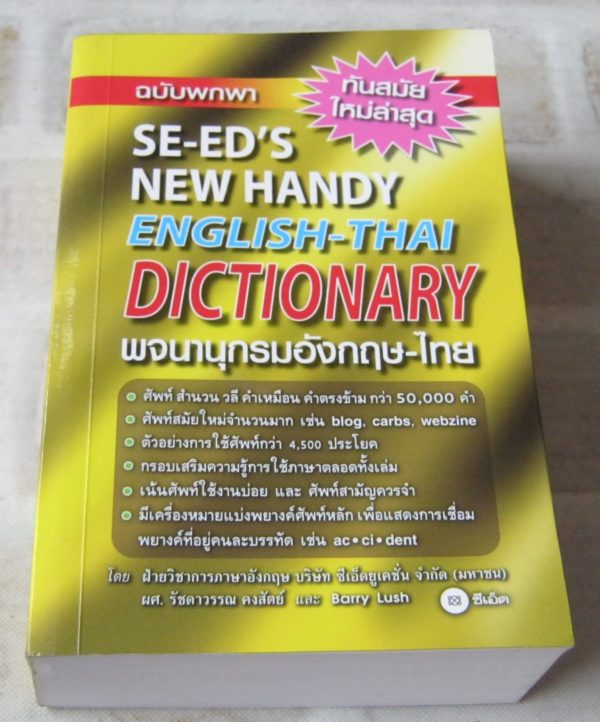 ฉบับพกพา
ทันสมัย
ใหม่ล่าสุด
SE-ED'S
NEW HANDY
ENGLISH-THAI
DICTIONARY
พจนานุกรมอังกฤษ-ไทย
ศัพท์ สำนวน วลี คำเหมือน คำตรงข้าม กว่า 50,000 คำ
ศัพท์สมัยใหม่จำนวนมาก เช่น blog, carbs, webzine
ตัวอย่างการใช้ศัพท์กว่า 4,500 ประโยค
กรอบเสริมความรู้การใช้ภาษาตลอดทั้งเล่ม
เน้นศัพท์ใช้งานบ่อย และ ศัพท์สามัญควรจำ
มีเครื่องหมายแบ่งพยางค์ศัพท์หลัก เพื่อแสดงการเชื่อม
พยางค์ที่อยู่คนละบรรทัด เช่น ac•ci•dent
โดย ฝ่ายวิชาการภาษาอังกฤษ บริษัท ซีเอ็ดยูเคชั่น จำกัด (มหาชน)
ผศ. รัชดาวรรณ คงสัตย์ และ Barry Lush
ซีเอ็ด